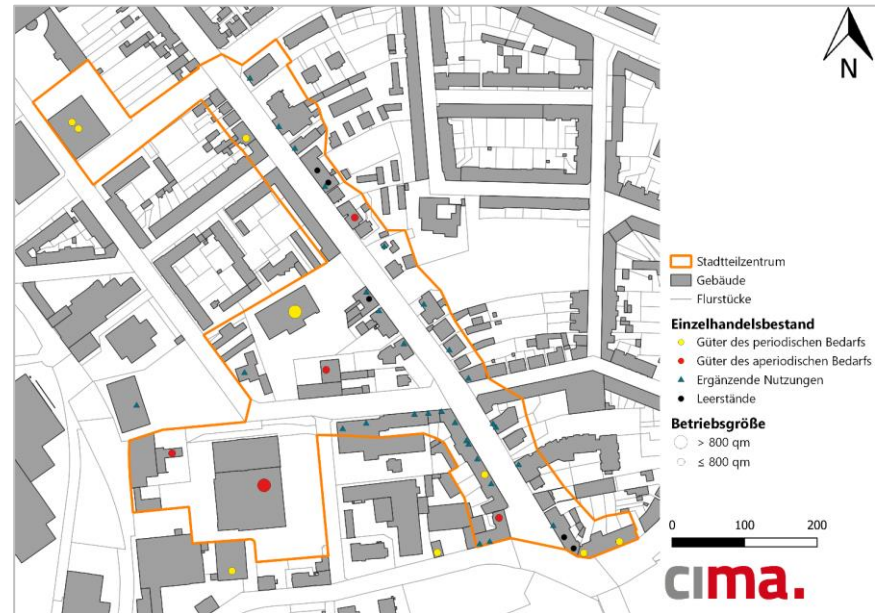 N
Stadtteilzentrum
Gebäude
Flurstücke
Einzelhandelsbestand
Güter des periodischen Bedarfs
Güter des aperiodischen Bedarfs
Ergänzende Nutzungen
Leerstände
Betriebsgröße
> 800 qm
≤ 800 qm
0 100 200
cima.